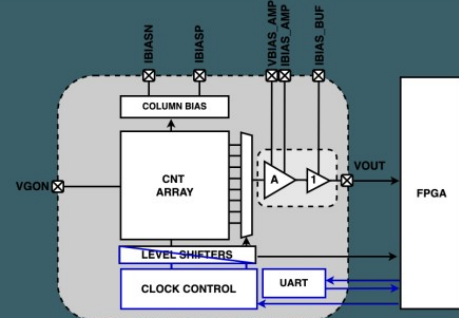 IBIASN
IBIASP
VBIAS_AMP
IBIAS_AMP
IBIAS_BUF
COLUMN BIAS
VGON
CNT
ARRAY
A
1
VOUT
FPGA
LEVEL SHIFTERS
CLOCK CONTROL
UART